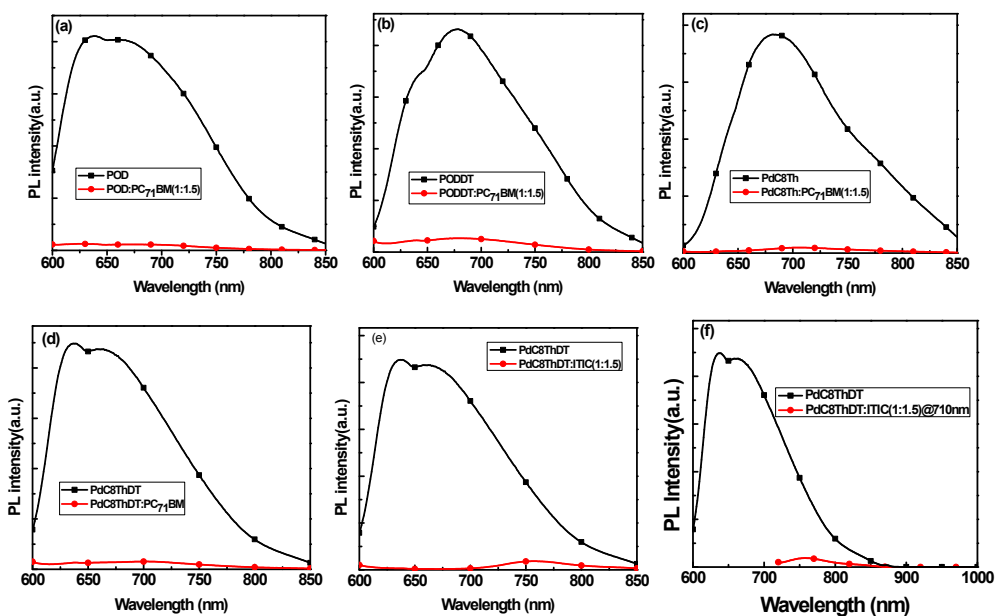 (a)
PL intensity(a.u.)
POD
POD:PC71BM(1:1.5)
600 650 700 750 800 850
Wavelength (nm)
(b)
PL intensity(a.u.)
PODDT
PODDT:PC71BM(1:1.5)
600 650 700 750 800 850
Wavelength (nm)
(c)
PL intensity(a.u.)
PdC8Th
PdC8Th:PC71BM(1:1.5)
600 650 700 750 800 850
Wavelength (nm)
(d)
PL intensity(a.u.)
PdC8ThDT
PdC8ThDT:PC71BM
600 650 700 750 800 850
Wavelength (nm)
(e)
PL intensity(a.u.)
PdC8ThDT
PdC8ThDT:ITIC(1:1.5)
600 650 700 750 800 850
Wavelength (nm)
(f)
PL Intensity(a.u.)
PdC8ThDT
PdC8ThDT:ITIC(1:1.5)@710nm
600 700 800 900 1000
Wavelength (nm)